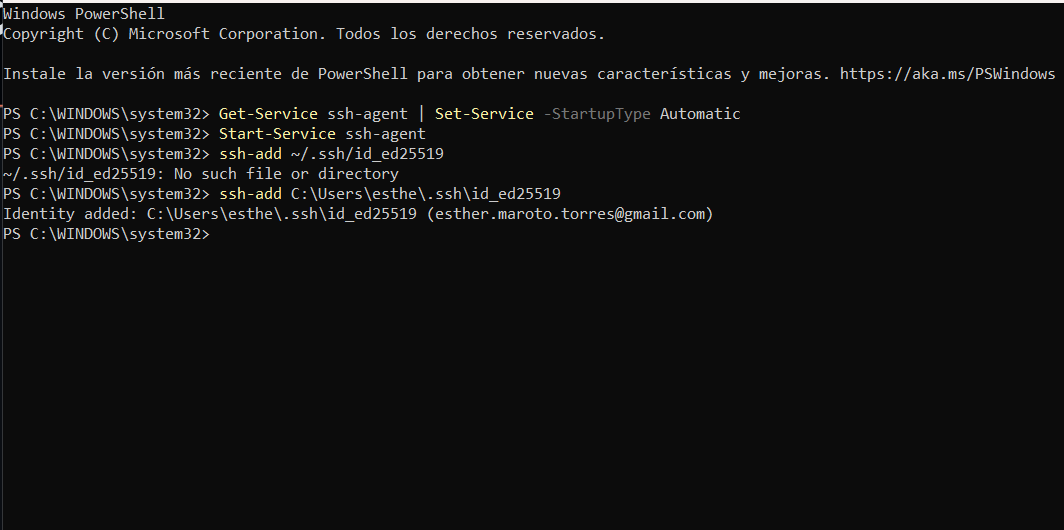 Windows PowerShell
Copyright (C) Microsoft Corporation. Todos los derechos reservados.
Instale la versión más reciente de PowerShell para obtener nuevas características y mejoras. https://aka.ms/PSWindows
PS C:\WINDOWS\system32> Get-Service ssh-agent | Set-Service -StartupType Automatic
PS C:\WINDOWS\system32> Start-Service ssh-agent
PS C:\WINDOWS\system32> ssh-add ~/.ssh/id_ed25519
~/.ssh/id_ed25519: No such file or directory
PS C:\WINDOWS\system32> ssh-add C:\Users\esthe\.ssh\id_ed25519
Identity added: C:\Users\esthe\.ssh\id_ed25519 (esther.maroto.torres@gmail.com)
PS C:\WINDOWS\system32>